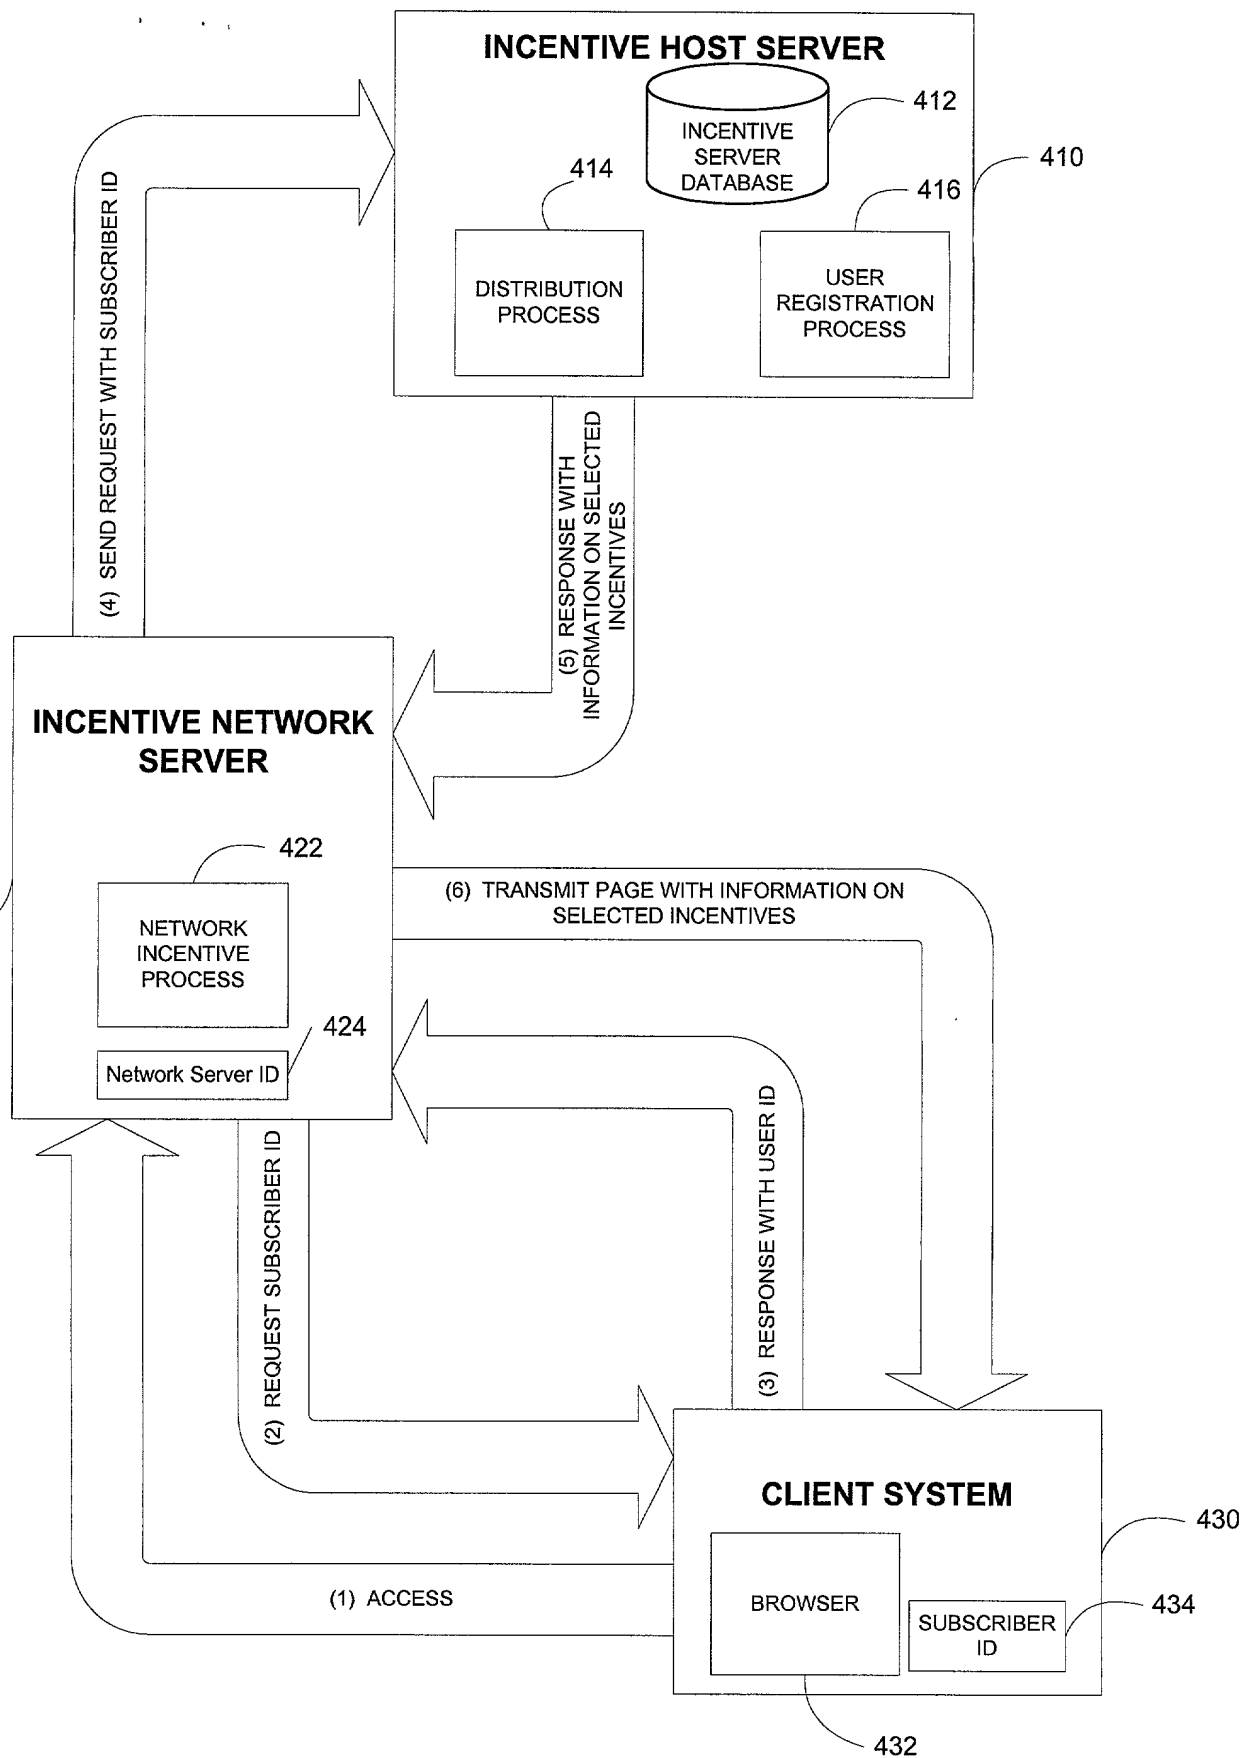 INCENTIVE HOST SERVER
412
INCENTIVE
SERVER
DATABASE
410
414
416
DISTRIBUTION
PROCESS
USER
REGISTRATION
PROCESS
(4) SEND REQUEST WITH SUBSCRIBER ID
(5) RESPONSE WITH
INFORMATION ON SELECTED
INCENTIVES
INCENTIVE NETWORK
SERVER
422
NETWORK
INCENTIVE
PROCESS
424
Network Server ID
(6) TRANSMIT PAGE WITH INFORMATION ON
SELECTED INCENTIVES
(2) REQUEST SUBSCRIBER ID
(3) RESPONSE WITH USER ID
CLIENT SYSTEM
430
(1) ACCESS
BROWSER
434
SUBSCRIBER
ID
432